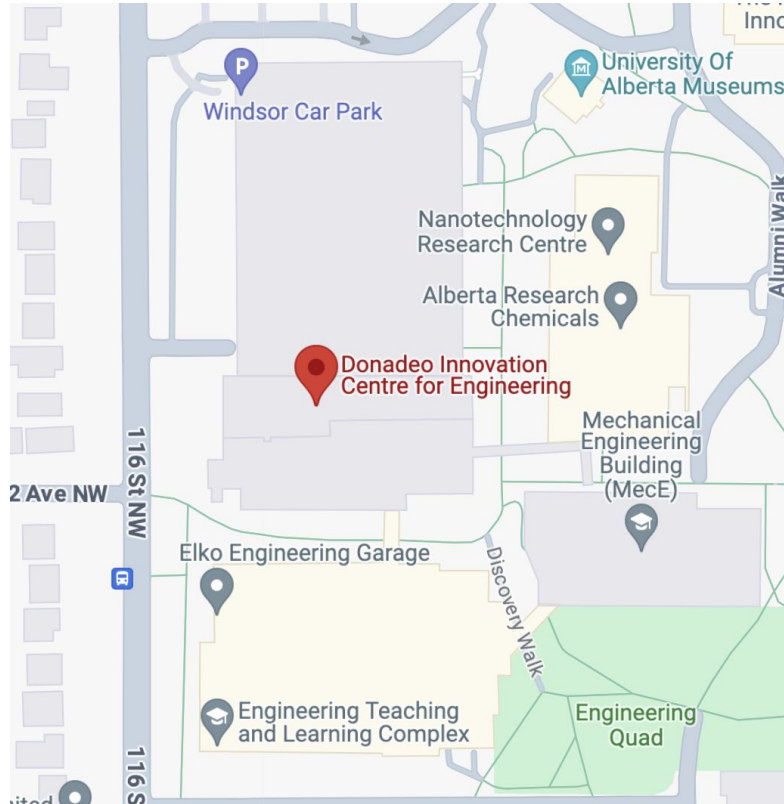 Inno
P
Windsor Car Park
University Of
Alberta Museums
Alumni Walk
Nanotechnology
Research Centre
Alberta Research
Chemicals
Donadeo Innovation
Centre for Engineering
Mechanical
Engineering
Building
(MecE)
116 St NW
2 Ave NW
Elko Engineering Garage
Discovery Walk
Engineering Teaching
and Learning Complex
Engineering
Quad
116 S